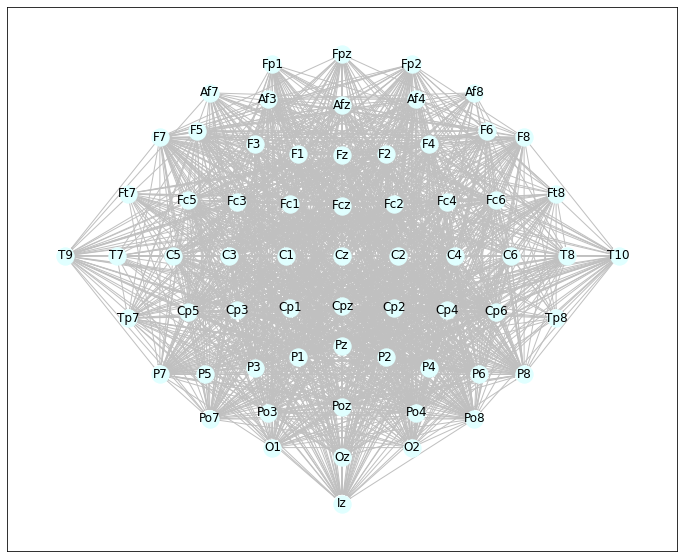 Fp1 Fpz Fp2
Af7 Af3 Afz Af4 Af8
F7 F5 F3 F1 Fz F2 F4 F6 F8
Ft7 Fc5 Fc3 Fc1 Fcz Fc2 Fc4 Fc6 Ft8
T9 T7 C5 C3 C1 Cz C2 C4 C6 T8 T10
Tp7 Cp5 Cp3 Cp1 Cpz Cp2 Cp4 Cp6 Tp8
P7 P5 P3 P1 Pz P2 P4 P6 P8
Po7 Po3 Poz Po4 Po8
O1 Oz O2
Iz